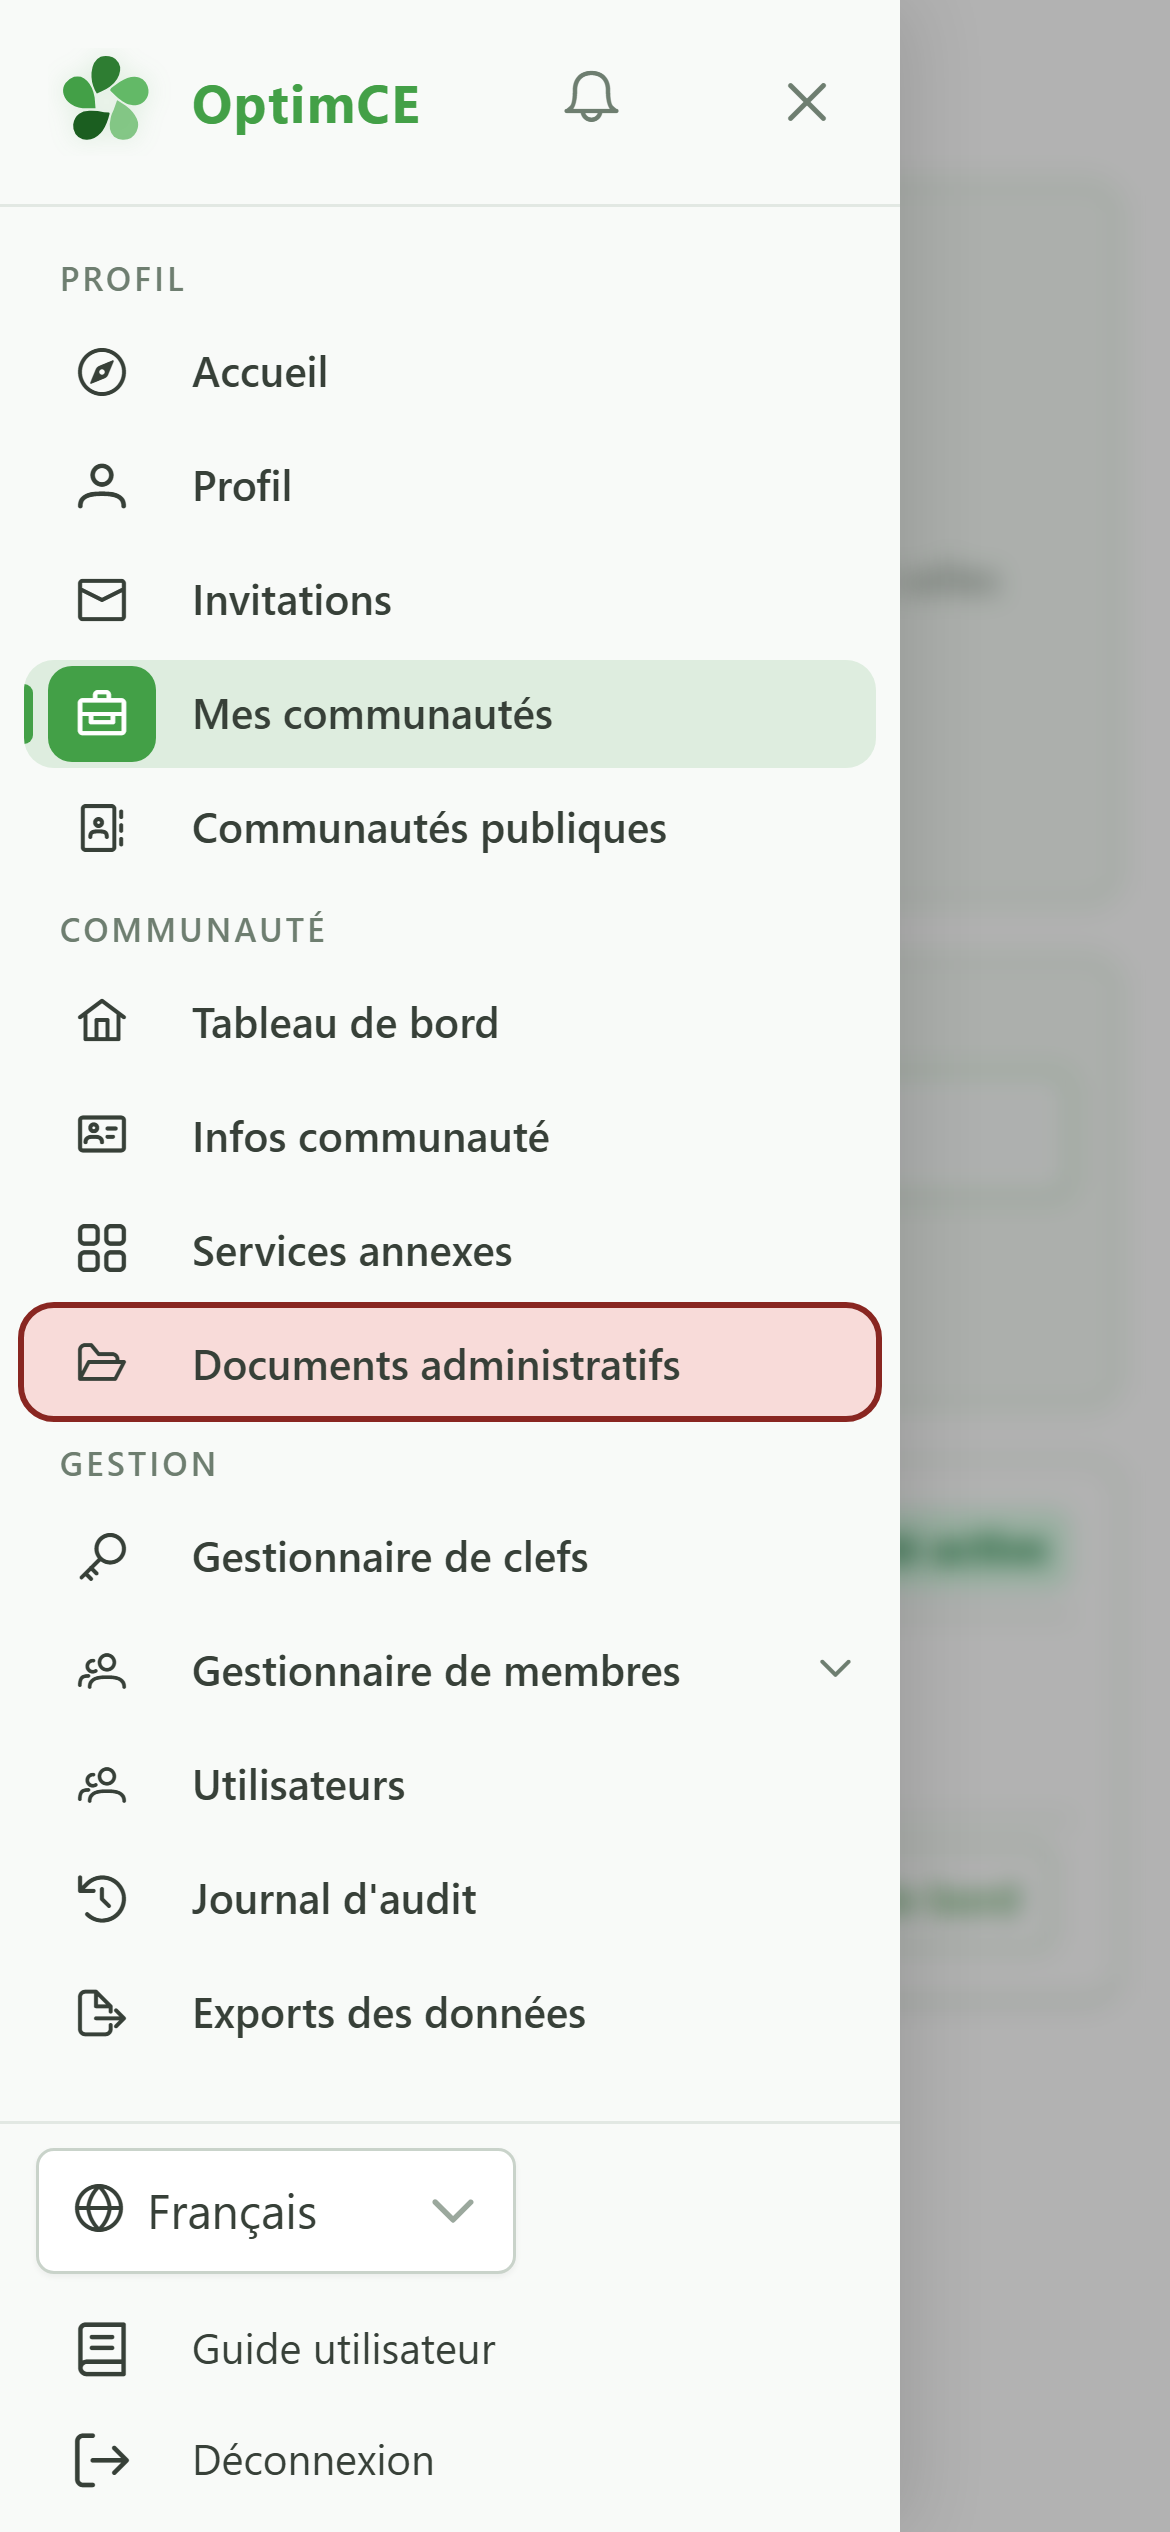 OptimCE
PROFIL
Accueil
Profil
Invitations
Mes communautés
Communautés publiques
COMMUNAUTÉ
Tableau de bord
Infos communauté
Services annexes
Documents administratifs
GESTION
Gestionnaire de clefs
Gestionnaire de membres
Utilisateurs
Journal d'audit
Exports des données
Français
Guide utilisateur
Déconnexion